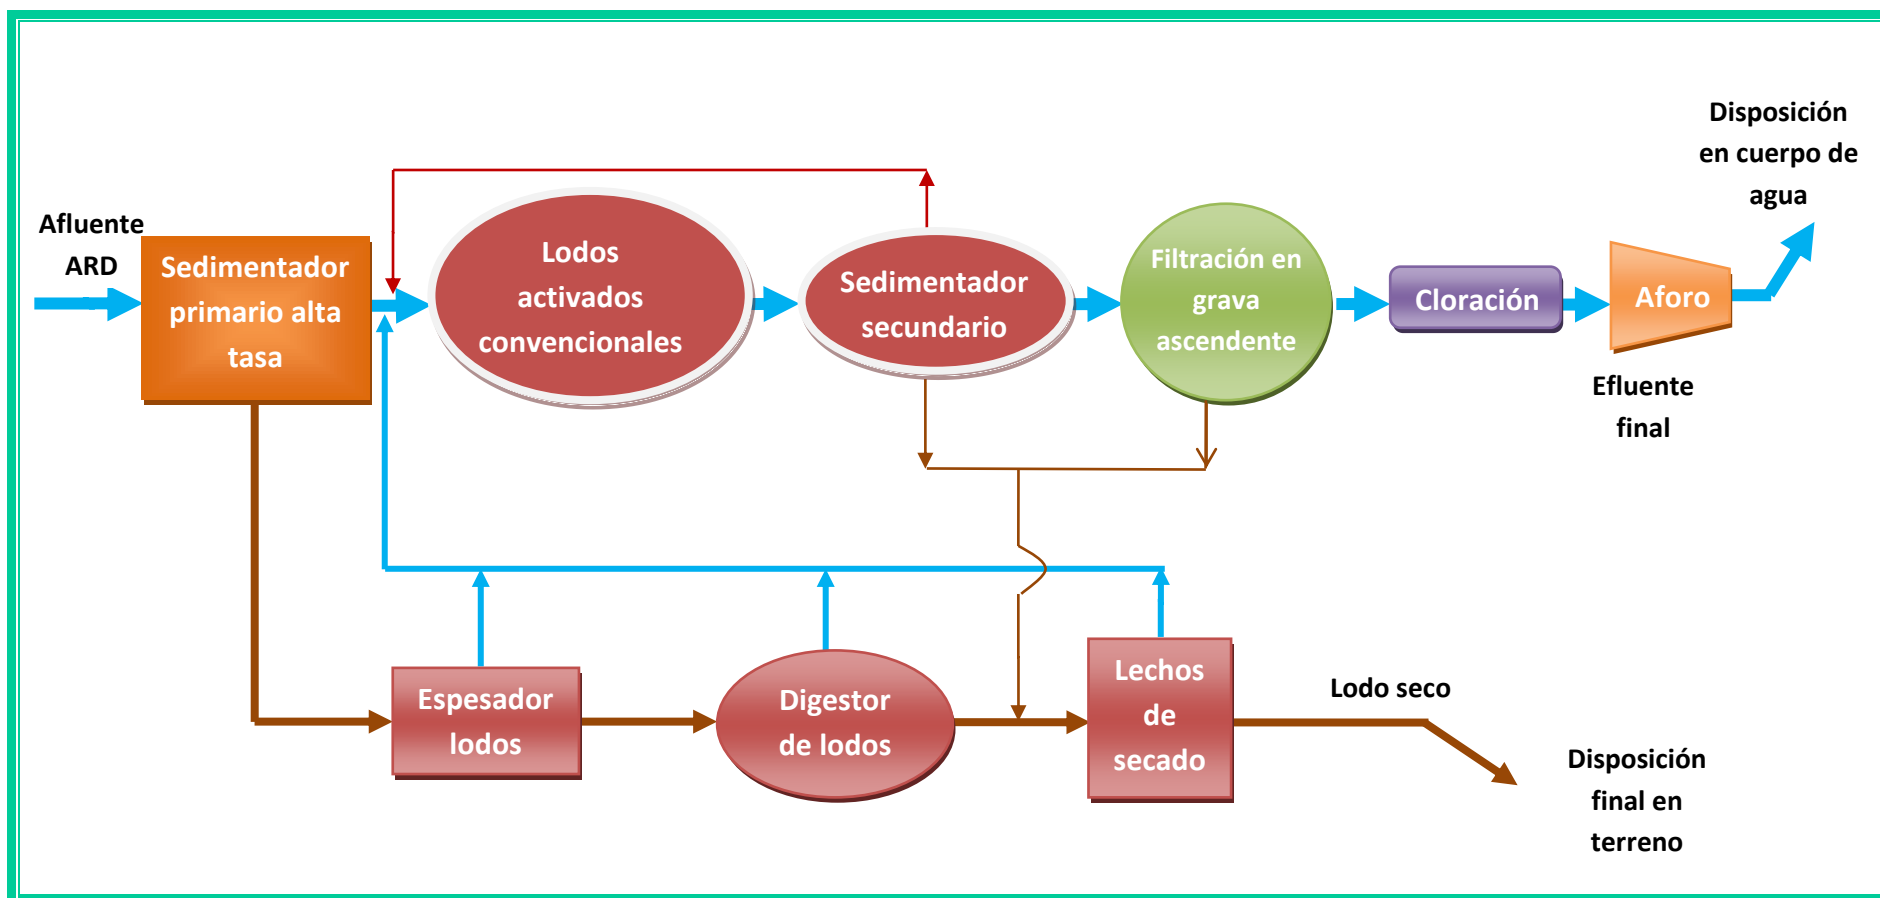 Afluente
ARD
Sedimentador
primario alta
tasa
Lodos
activados
convencionales
Sedimentador
secundario
Filtración en
grava
ascendente
Cloración
Aforo
Disposición
en cuerpo de
agua
Efluente
final
Espesador
lodos
Digestor
de lodos
Lechos
de
secado
Lodo seco
Disposición
final en
terreno